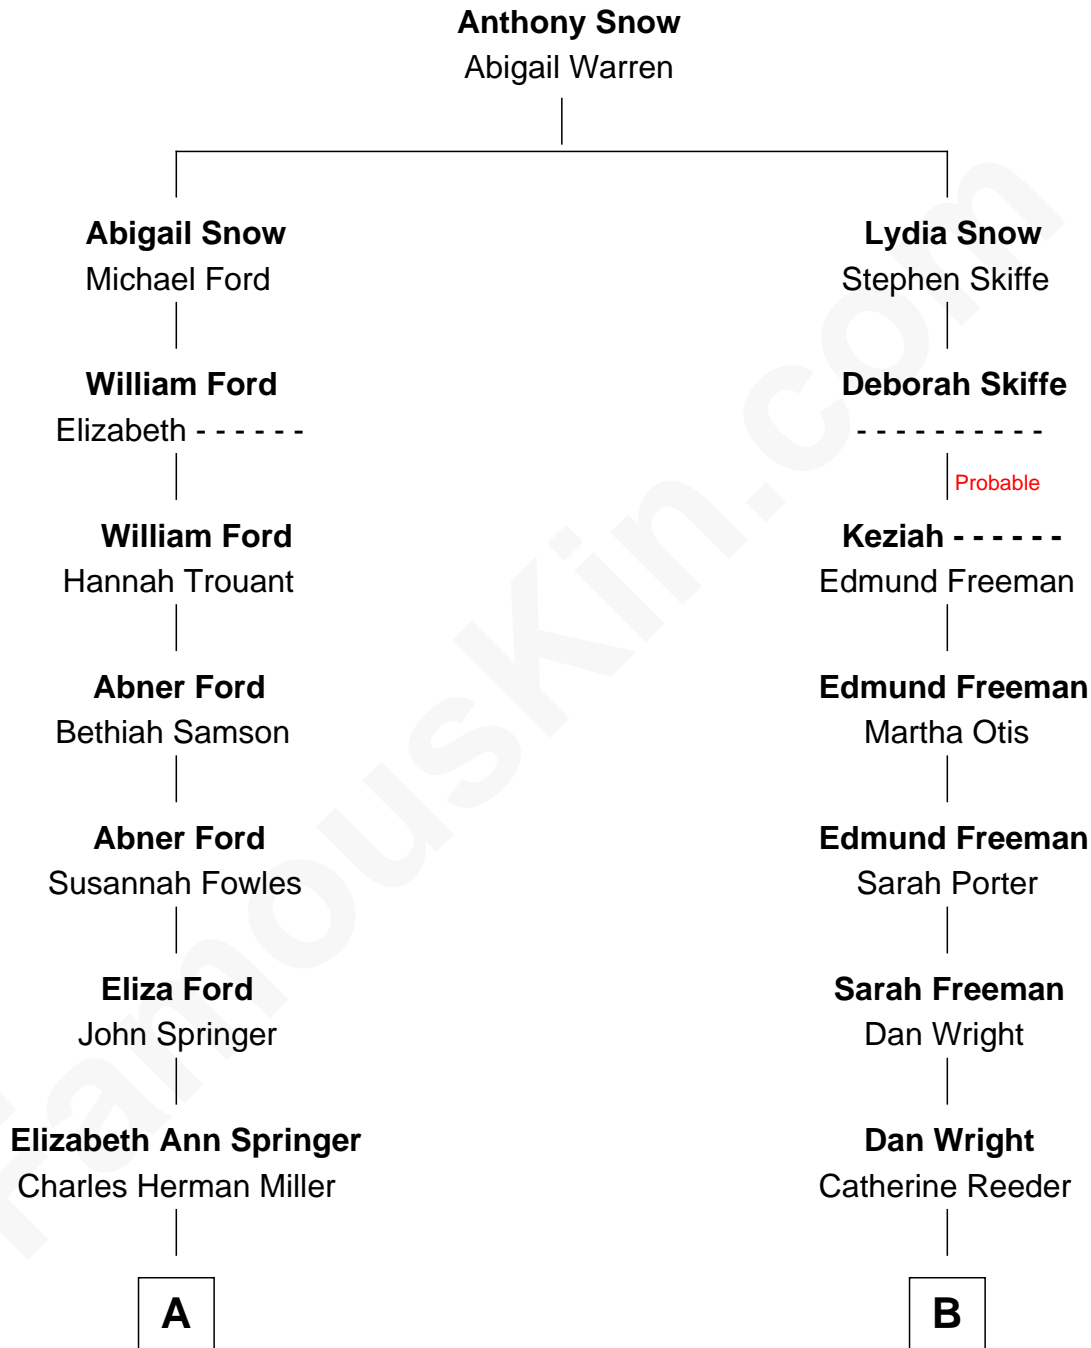 Anthony Snow
Abigail Warren
Abigail Snow
Michael Ford
William Ford
Elizabeth - - - - - -
William Ford
Hannah Trouant
Abner Ford
Bethiah Samson
Abner Ford
Susannah Fowles
Eliza Ford
John Springer
Elizabeth Ann Springer
Charles Herman Miller
A
Lydia Snow
Stephen Skiffe
Deborah Skiffe
- - - - - - - - - -
Probable
Keziah - - - - - -
Edmund Freeman
Edmund Freeman
Martha Otis
Edmund Freeman
Sarah Porter
Sarah Freeman
Dan Wright
Dan Wright
Catherine Reeder
B
FamousKin.com